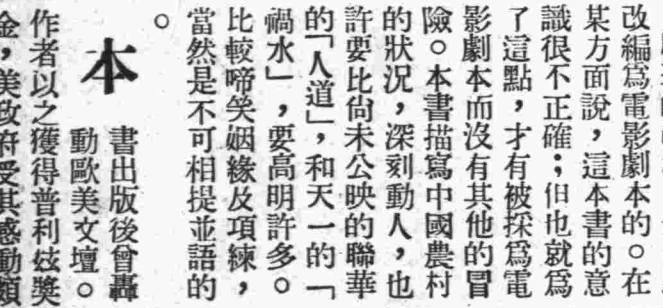 改編爲電影劇本的。在
某方面說，這本書的意
識很不正確；但也就爲
了這點，才有被採爲電
影劇本而沒有其他的冒
險。本書描寫中國農村
的狀况，深刻動人，也
許要比尙未公映的聯華
的「人道」，和天一的「
禍水」，要高明許多。
比較啼笑姻緣及項練，
當然是不可相提並語的
。
本書出版後曾轟
動歐美文壇。
作者以之獲得普利玆獎
金，美政府受其感動